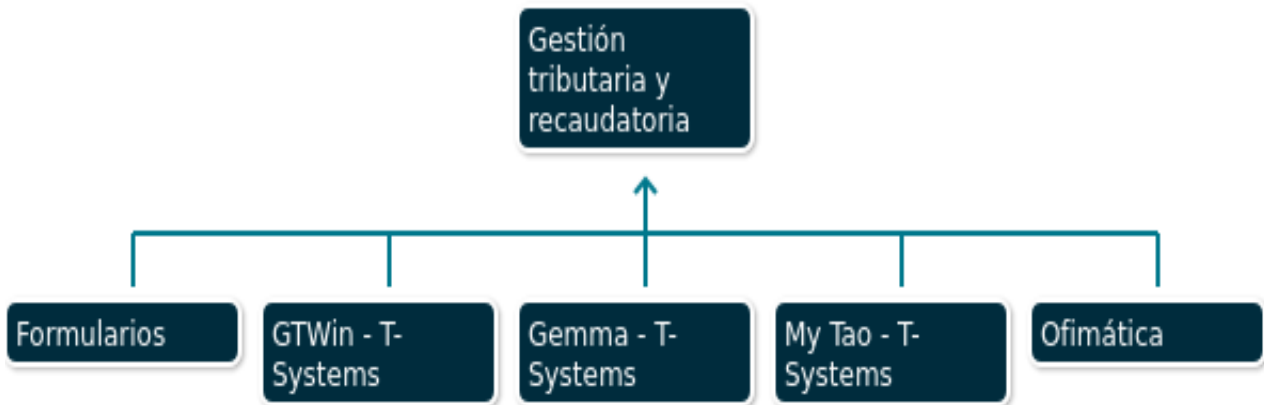 Gestión
tributaria y
recaudatoria
Formularios
GTWin - T-
Systems
Gemma - T-
Systems
My Tao - T-
Systems
Ofimática